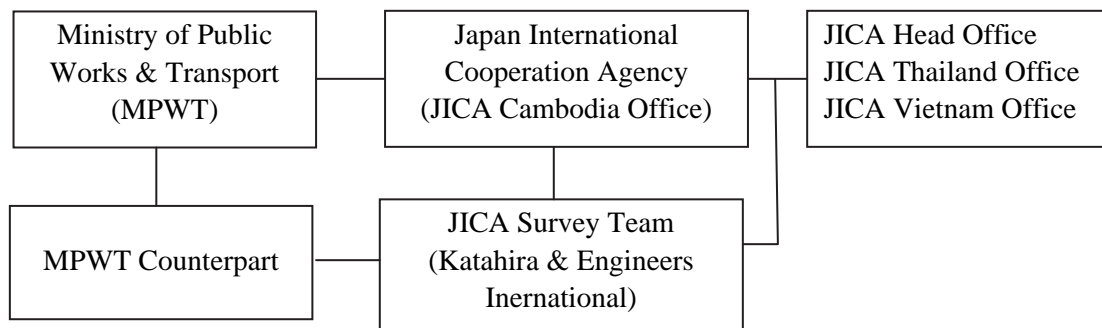 Ministry of Public
Works & Transport
(MPWT)
Japan International
Cooperation Agency
(JICA Cambodia Office)
JICA Head Office
JICA Thailand Office
JICA Vietnam Office
MPWT Counterpart
JICA Survey Team
(Katahira & Engineers
Inernational)